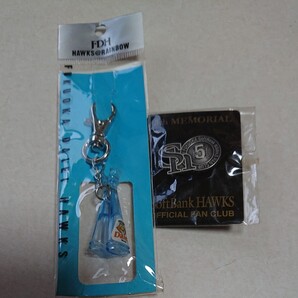 FDH
HAWKS@RAINBOW
FUKUOKA DAIEI HAWKS
MEMORIAL
SH 5
SoftBank HAWKS
OFFICIAL FAN CLUB